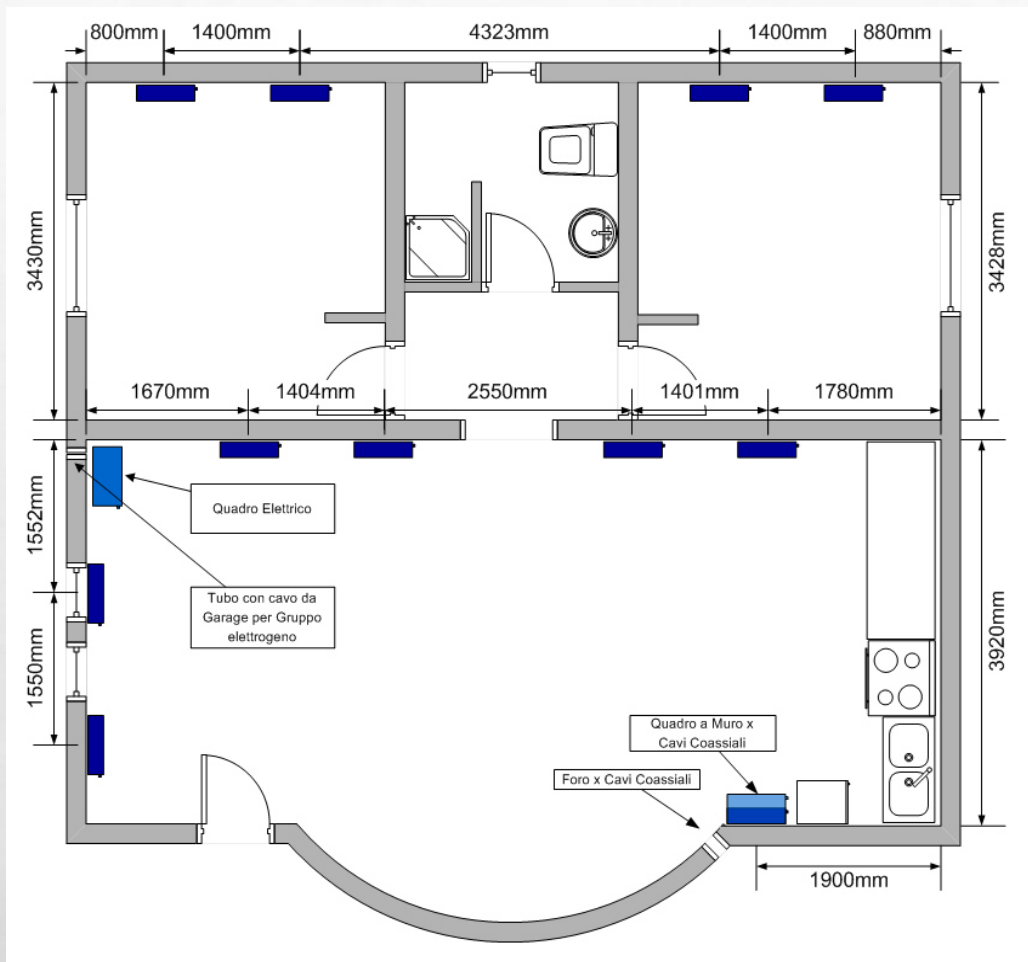 800mm
1400mm
4323mm
1400mm
880mm
3430mm
3428mm
1670mm
1404mm
2550mm
1401mm
1780mm
1552mm
Quadro Elettrico
Tubo con cavo da
Garage per Gruppo
elettrogeno
1550mm
3920mm
Quadro a Muro x
Cavi Coassiali
Foro x Cavi Coassiali
1900mm